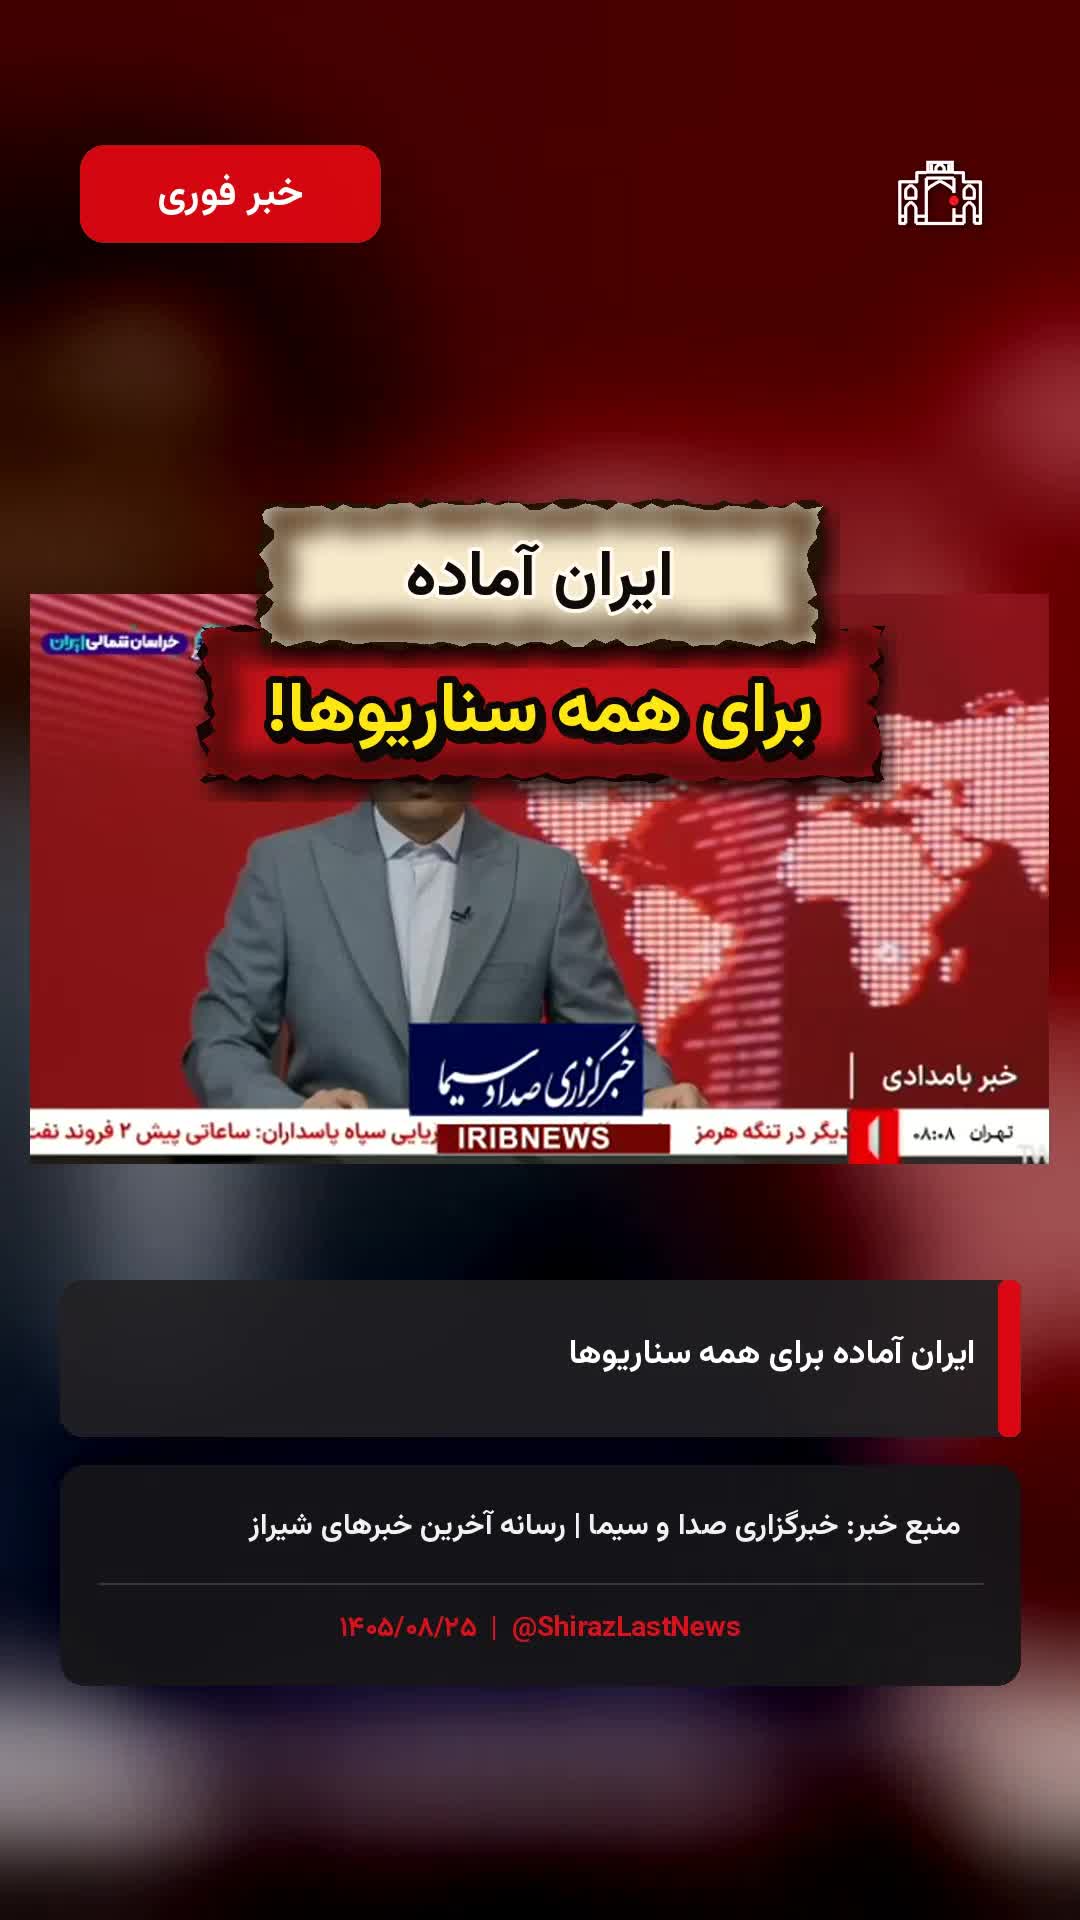 خبر فوری
ایران آماده
برای همه سناریوها!
خراسان شمالی ایران
خبر بامدادی
خبرگزاری صدا و سیما
تهران ۰۸:۰۸
دیگر در تنگه هرمز
ریایی سپاه پاسداران: ساعاتی پیش ۲ فروند نفت
IRIBNEWS
ایران آماده برای همه سناریوها
منبع خبر: خبرگزاری صدا و سیما | رسانه آخرین خبرهای شیراز
@ShirazLastNews | ۱۴۰۵/۰۸/۲۵